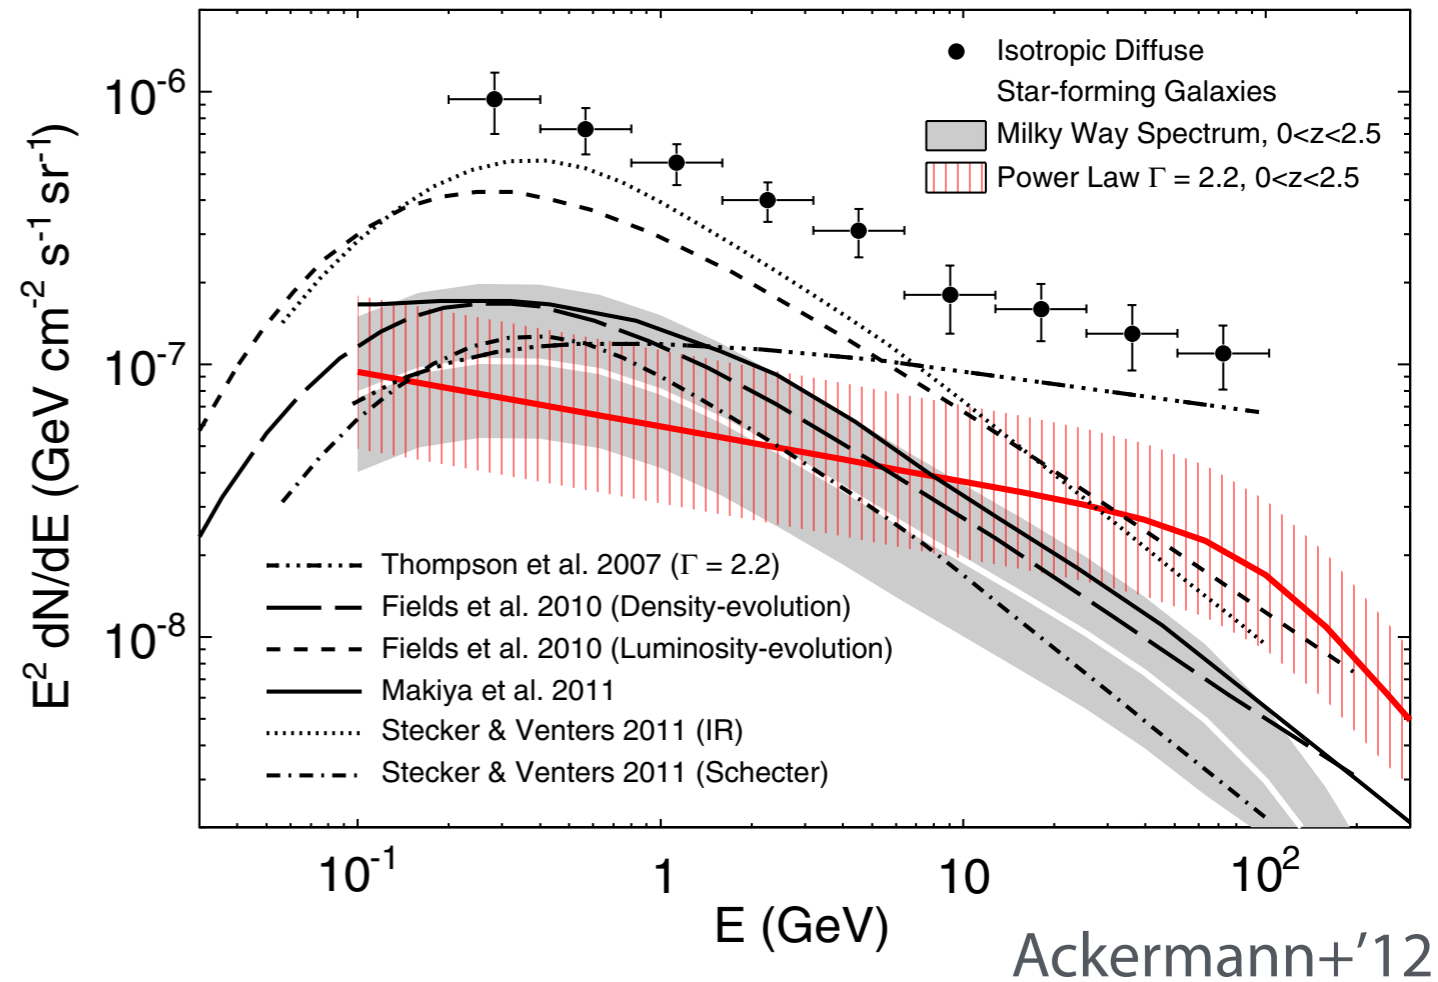 Isotropic Diffuse
Star-forming Galaxies
Milky Way Spectrum, 0<z<2.5
Power Law Γ = 2.2, 0<z<2.5
10⁻⁶
10⁻⁷
10⁻⁸
E² dN/dE (GeV cm⁻² s⁻¹ sr⁻¹)
Thompson et al. 2007 (Γ = 2.2)
Fields et al. 2010 (Density-evolution)
Fields et al. 2010 (Luminosity-evolution)
Makiya et al. 2011
Stecker & Venters 2011 (IR)
Stecker & Venters 2011 (Schecter)
10⁻¹ 1 10 10²
E (GeV)
Ackermann+'12